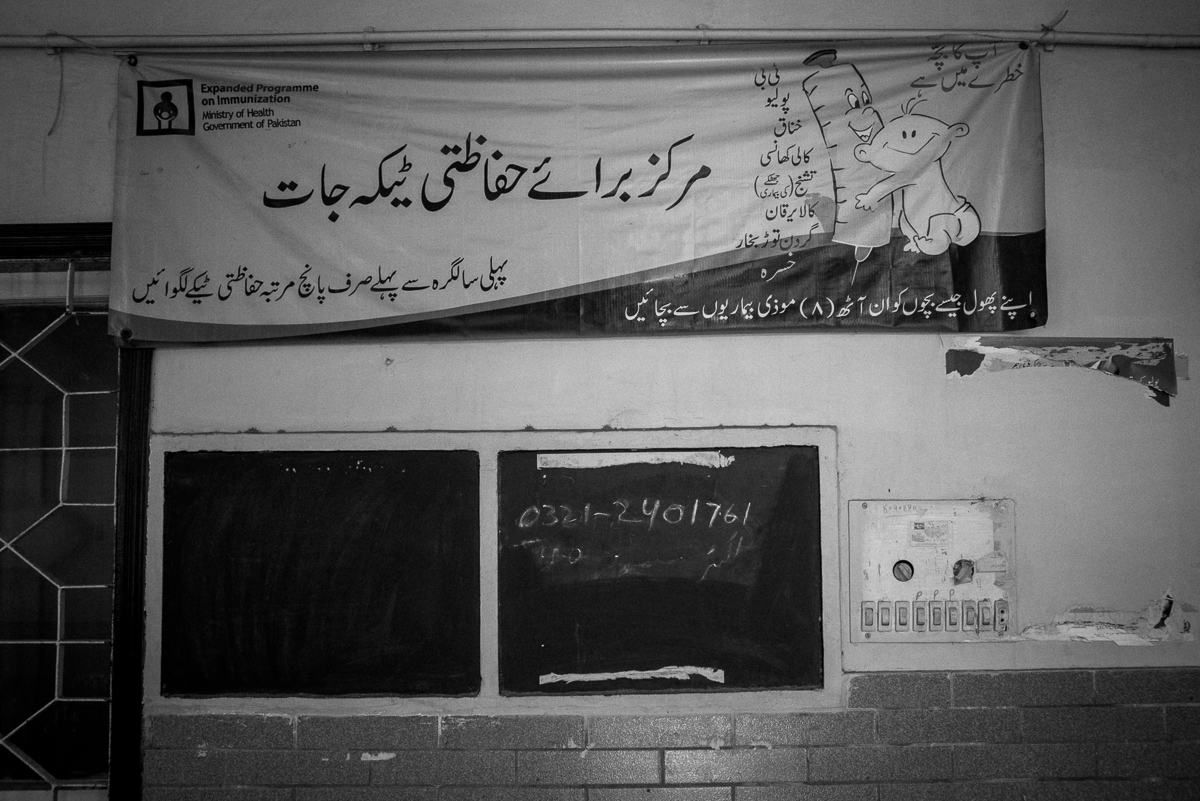 Expanded Programme
on Immunization
Ministry of Health
Government of Pakistan
مرکز برائے حفاظتی ٹیکہ جات
پہلی سالگرہ سے پہلے صرف پانچ مرتبہ حفاظتی ٹیکے لگوائیں
ٹی بی
پولیو
خناق
کالی کھانسی
تشنج (جھٹکے کی بیماری)
کالا یرقان
گردن توڑ بخار
خسرہ
آپ کا بچہ
خطرے میں ہے
اپنے پھول جیسے بچوں کو ان آٹھ (۸) موذی بیماریوں سے بچائیں
0321-2401761
P P P